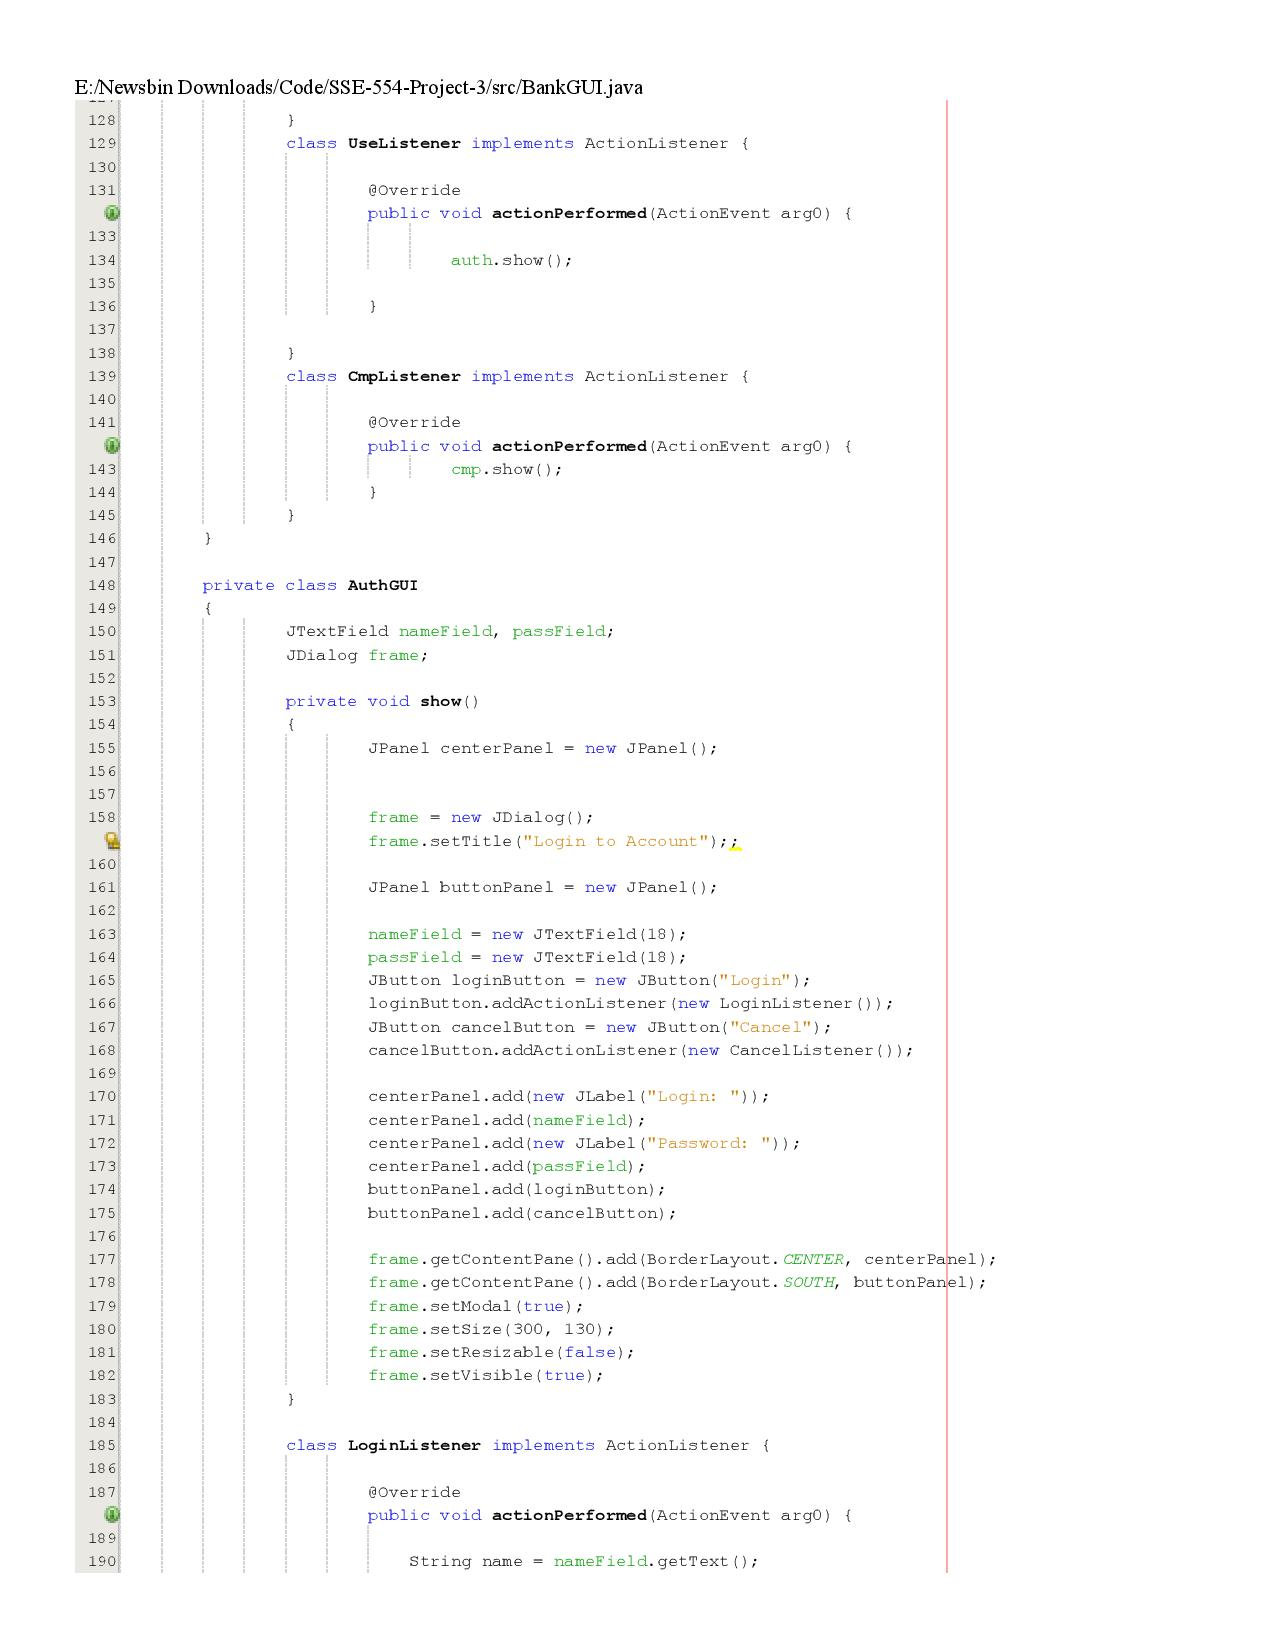 E:/Newsbin Downloads/Code/SSE-554-Project-3/src/BankGUI.java
128 }
129 class UseListener implements ActionListener {
130
131 @Override
public void actionPerformed(ActionEvent arg0) {
133
134 auth.show();
135
136 }
137
138 }
139 class CmpListener implements ActionListener {
140
141 @Override
public void actionPerformed(ActionEvent arg0) {
143 cmp.show();
144 }
145 }
146 }
147
148 private class AuthGUI
149 {
150 JTextField nameField, passField;
151 JDialog frame;
152
153 private void show()
154 {
155 JPanel centerPanel = new JPanel();
156
157
158 frame = new JDialog();
frame.setTitle("Login to Account");;
160
161 JPanel buttonPanel = new JPanel();
162
163 nameField = new JTextField(18);
164 passField = new JTextField(18);
165 JButton loginButton = new JButton("Login");
166 loginButton.addActionListener(new LoginListener());
167 JButton cancelButton = new JButton("Cancel");
168 cancelButton.addActionListener(new CancelListener());
169
170 centerPanel.add(new JLabel("Login: "));
171 centerPanel.add(nameField);
172 centerPanel.add(new JLabel("Password: "));
173 centerPanel.add(passField);
174 buttonPanel.add(loginButton);
175 buttonPanel.add(cancelButton);
176
177 frame.getContentPane().add(BorderLayout.CENTER, centerPanel);
178 frame.getContentPane().add(BorderLayout.SOUTH, buttonPanel);
179 frame.setModal(true);
180 frame.setSize(300, 130);
181 frame.setResizable(false);
182 frame.setVisible(true);
183 }
184
185 class LoginListener implements ActionListener {
186
187 @Override
public void actionPerformed(ActionEvent arg0) {
189
190 String name = nameField.getText();